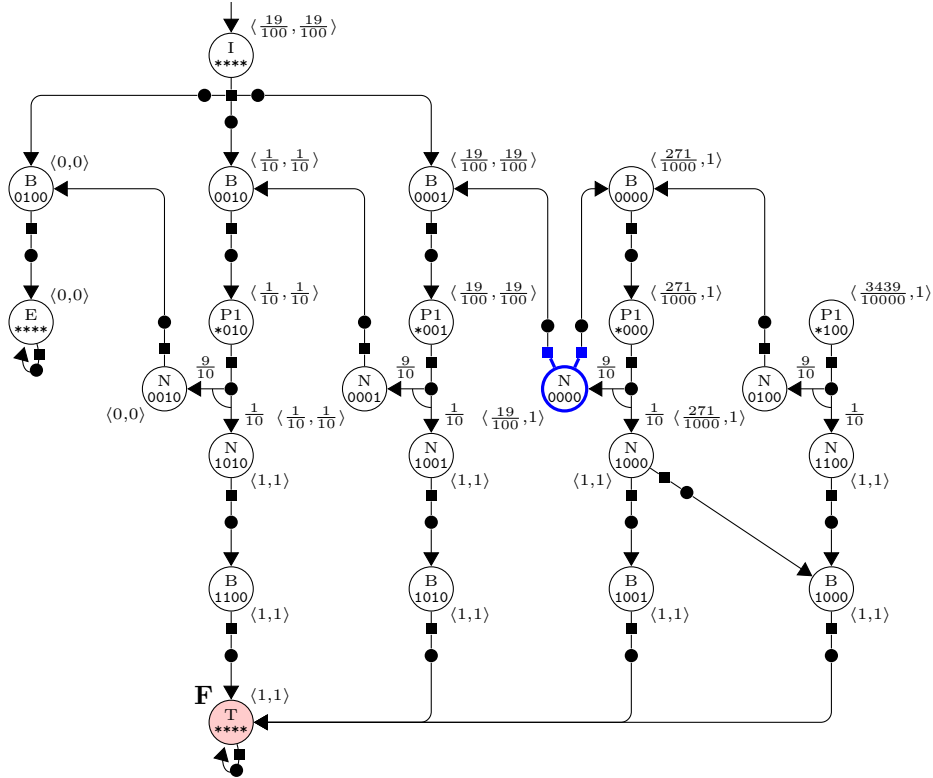 ⟨19/100, 19/100⟩
I
****
⟨0,0⟩
⟨1/10, 1/10⟩
⟨19/100, 19/100⟩
⟨271/1000, 1⟩
B
0100
B
0010
B
0001
B
0000
⟨0,0⟩
⟨1/10, 1/10⟩
⟨19/100, 19/100⟩
⟨271/1000, 1⟩
⟨3439/10000, 1⟩
E
****
P1
*010
P1
*001
P1
*000
P1
*100
9/10
9/10
9/10
9/10
N
0010
N
0001
N
0000
N
0100
⟨0,0⟩
1/10
⟨1/10, 1/10⟩
1/10
⟨19/100, 1⟩
1/10
⟨271/1000, 1⟩
1/10
N
1010
N
1001
N
1000
N
1100
⟨1,1⟩
⟨1,1⟩
⟨1,1⟩
⟨1,1⟩
B
1100
B
1010
B
1001
B
1000
⟨1,1⟩
⟨1,1⟩
⟨1,1⟩
⟨1,1⟩
F
⟨1,1⟩
T
****